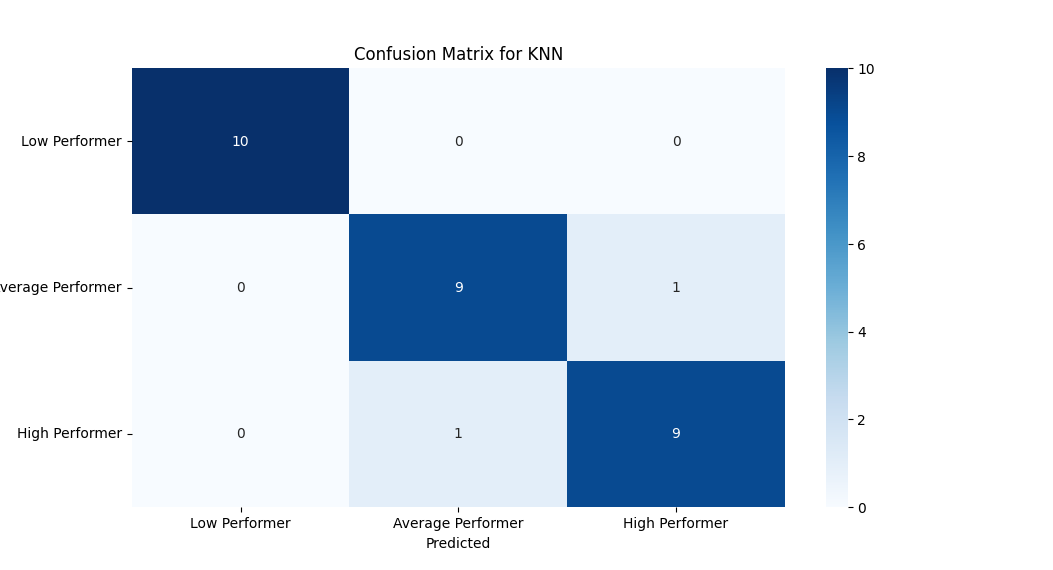 Confusion Matrix for KNN
Low Performer
10
0
0
verage Performer
0
9
1
High Performer
0
1
9
Low Performer
Average Performer
High Performer
Predicted
10
8
6
4
2
0